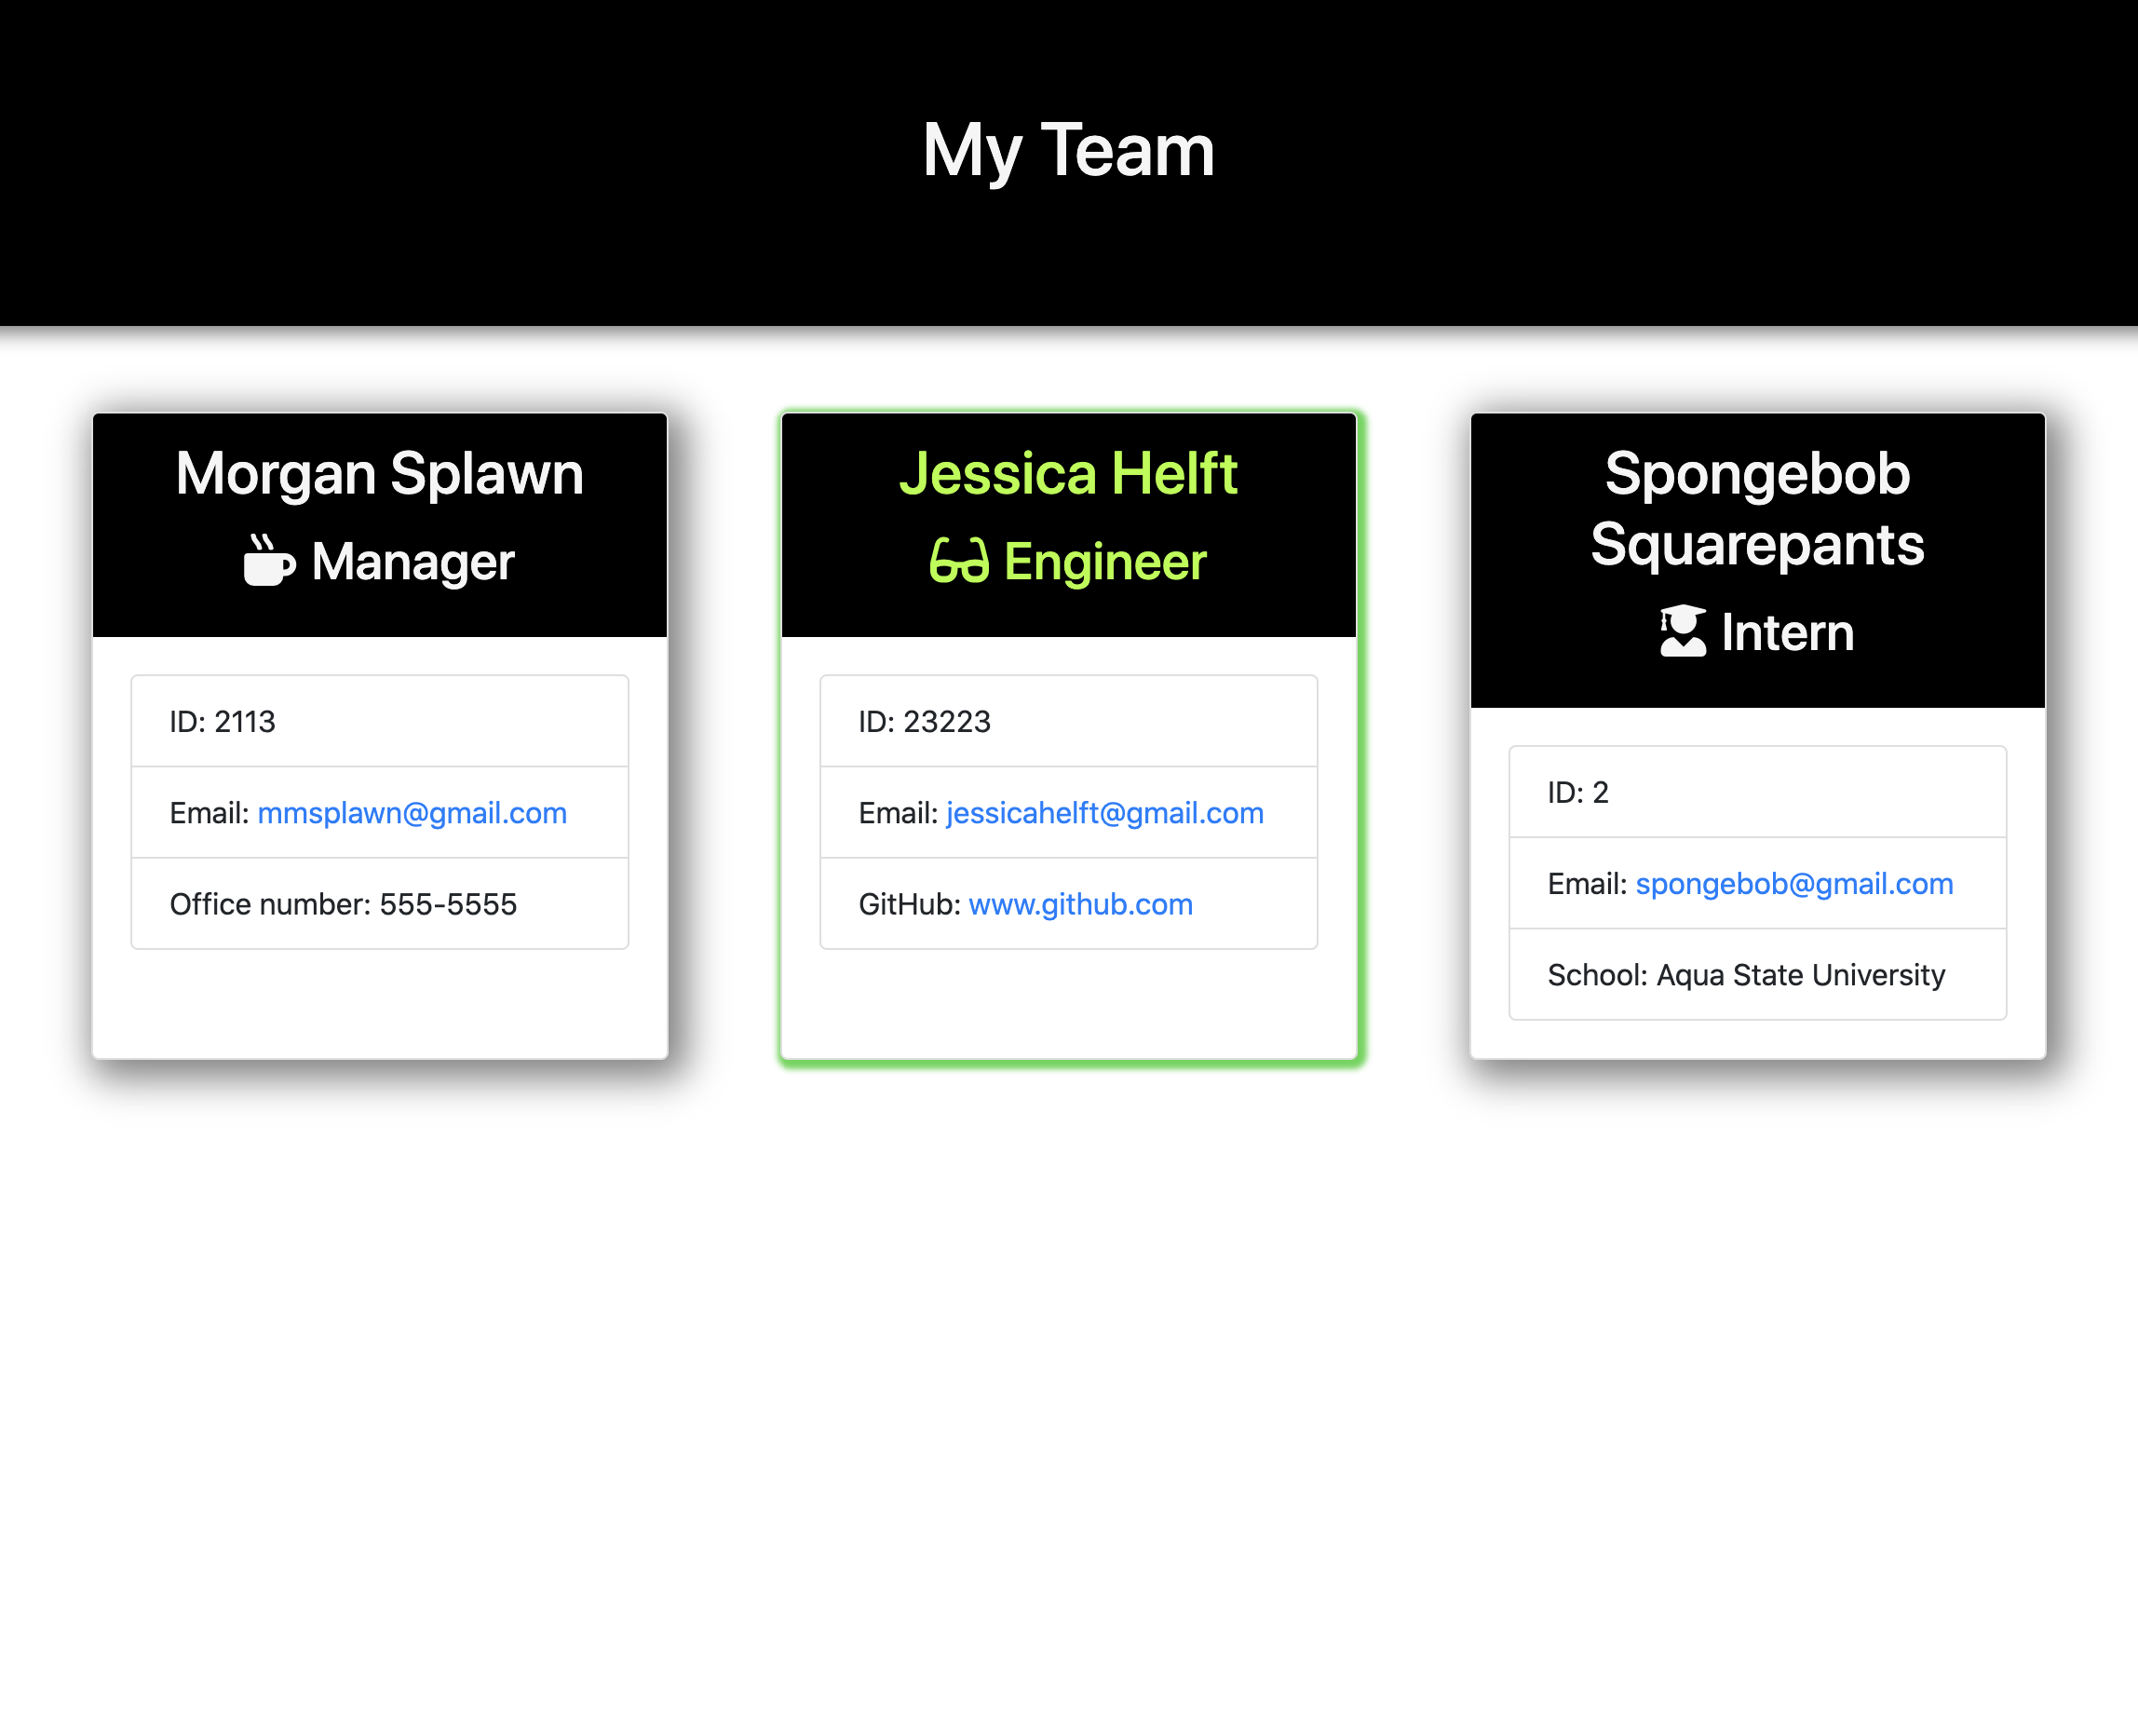 My Team
Morgan Splawn
Manager
ID: 2113
Email: mmsplawn@gmail.com
Office number: 555-5555
Jessica Helft
Engineer
ID: 23223
Email: jessicahelft@gmail.com
GitHub: www.github.com
Spongebob
Squarepants
Intern
ID: 2
Email: spongebob@gmail.com
School: Aqua State University